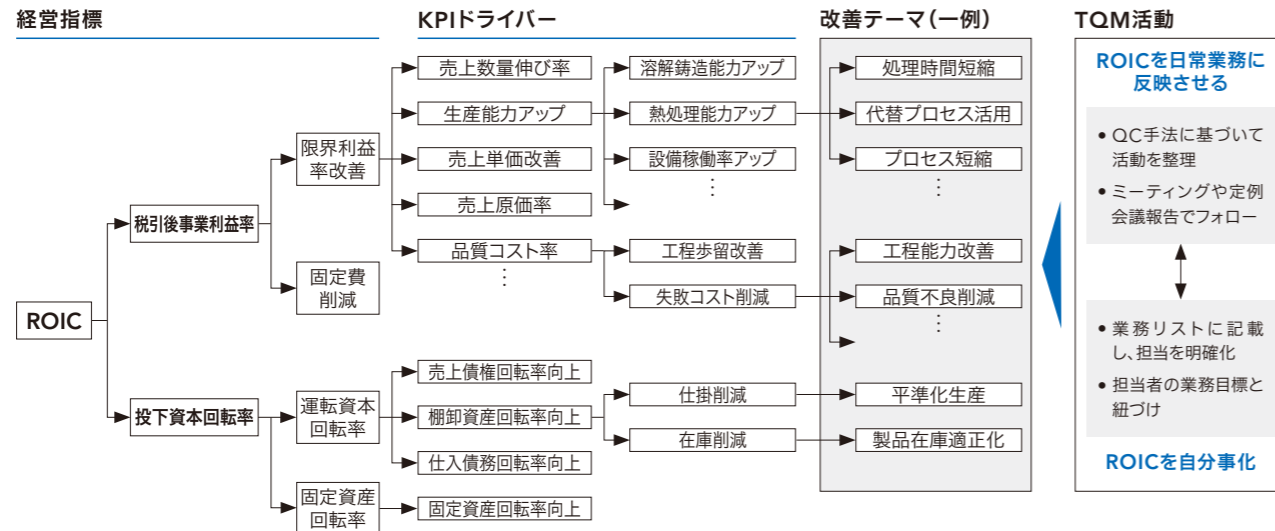 経営指標
KPIドライバー
改善テーマ(一例)
TQM活動
ROIC
税引後事業利益率
投下資本回転率
限界利益
率改善
固定費
削減
運転資本
回転率
固定資産
回転率
売上数量伸び率
生産能力アップ
売上単価改善
売上原価率
品質コスト率
⋮
売上債権回転率向上
棚卸資産回転率向上
仕入債務回転率向上
固定資産回転率向上
溶解鋳造能力アップ
熱処理能力アップ
設備稼働率アップ
⋮
工程歩留改善
失敗コスト削減
仕掛削減
在庫削減
処理時間短縮
代替プロセス活用
プロセス短縮
⋮
工程能力改善
品質不良削減
⋮
平準化生産
製品在庫適正化
ROICを日常業務に
反映させる
• QC手法に基づいて
活動を整理
• ミーティングや定例
会議報告でフォロー
• 業務リストに記載
し、担当を明確化
• 担当者の業務目標と
紐づけ
ROICを自分事化